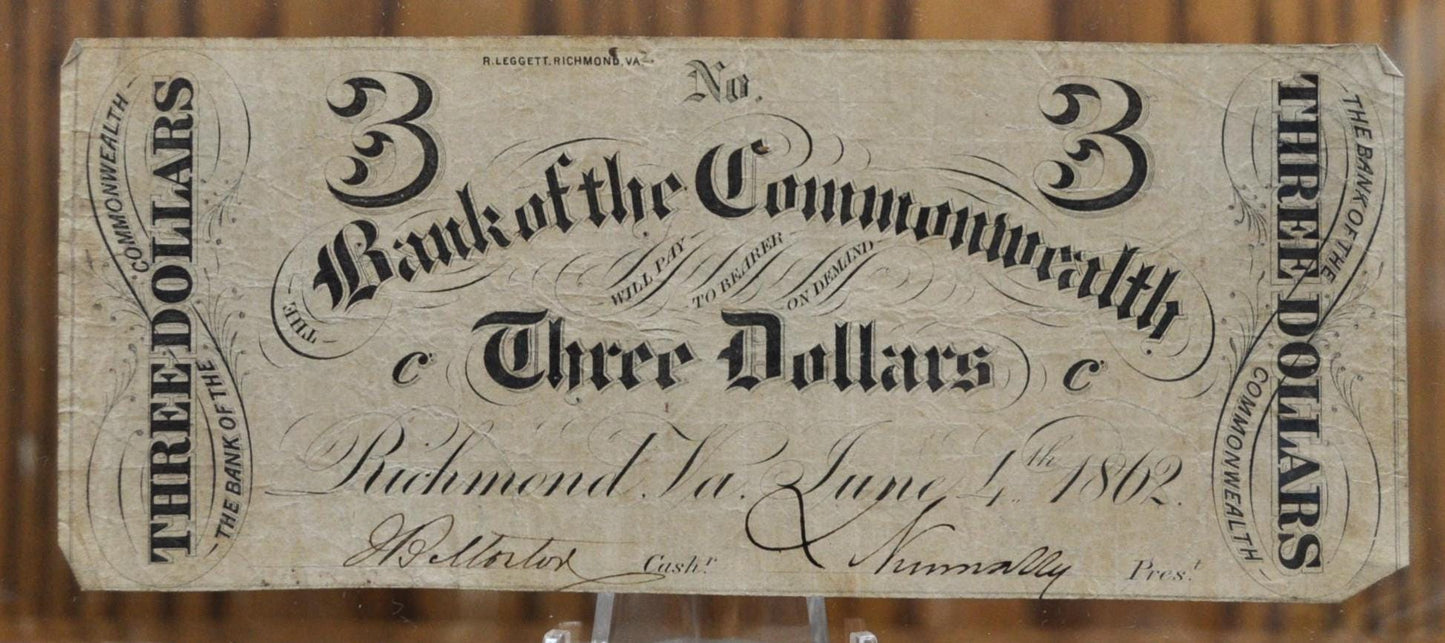 R. LEGGETT. RICHMOND, VA
No.
3
3
COMMONWEALTH
THE BANK OF THE
THREE DOLLARS
THE Bank of the Commonwealth
WILL PAY TO BEARER ON DEMAND
C Three Dollars C
Richmond Va. June 4th 1862.
Cashr.
L Nunnally Prest.
THREE DOLLARS
THE BANK OF THE
COMMONWEALTH